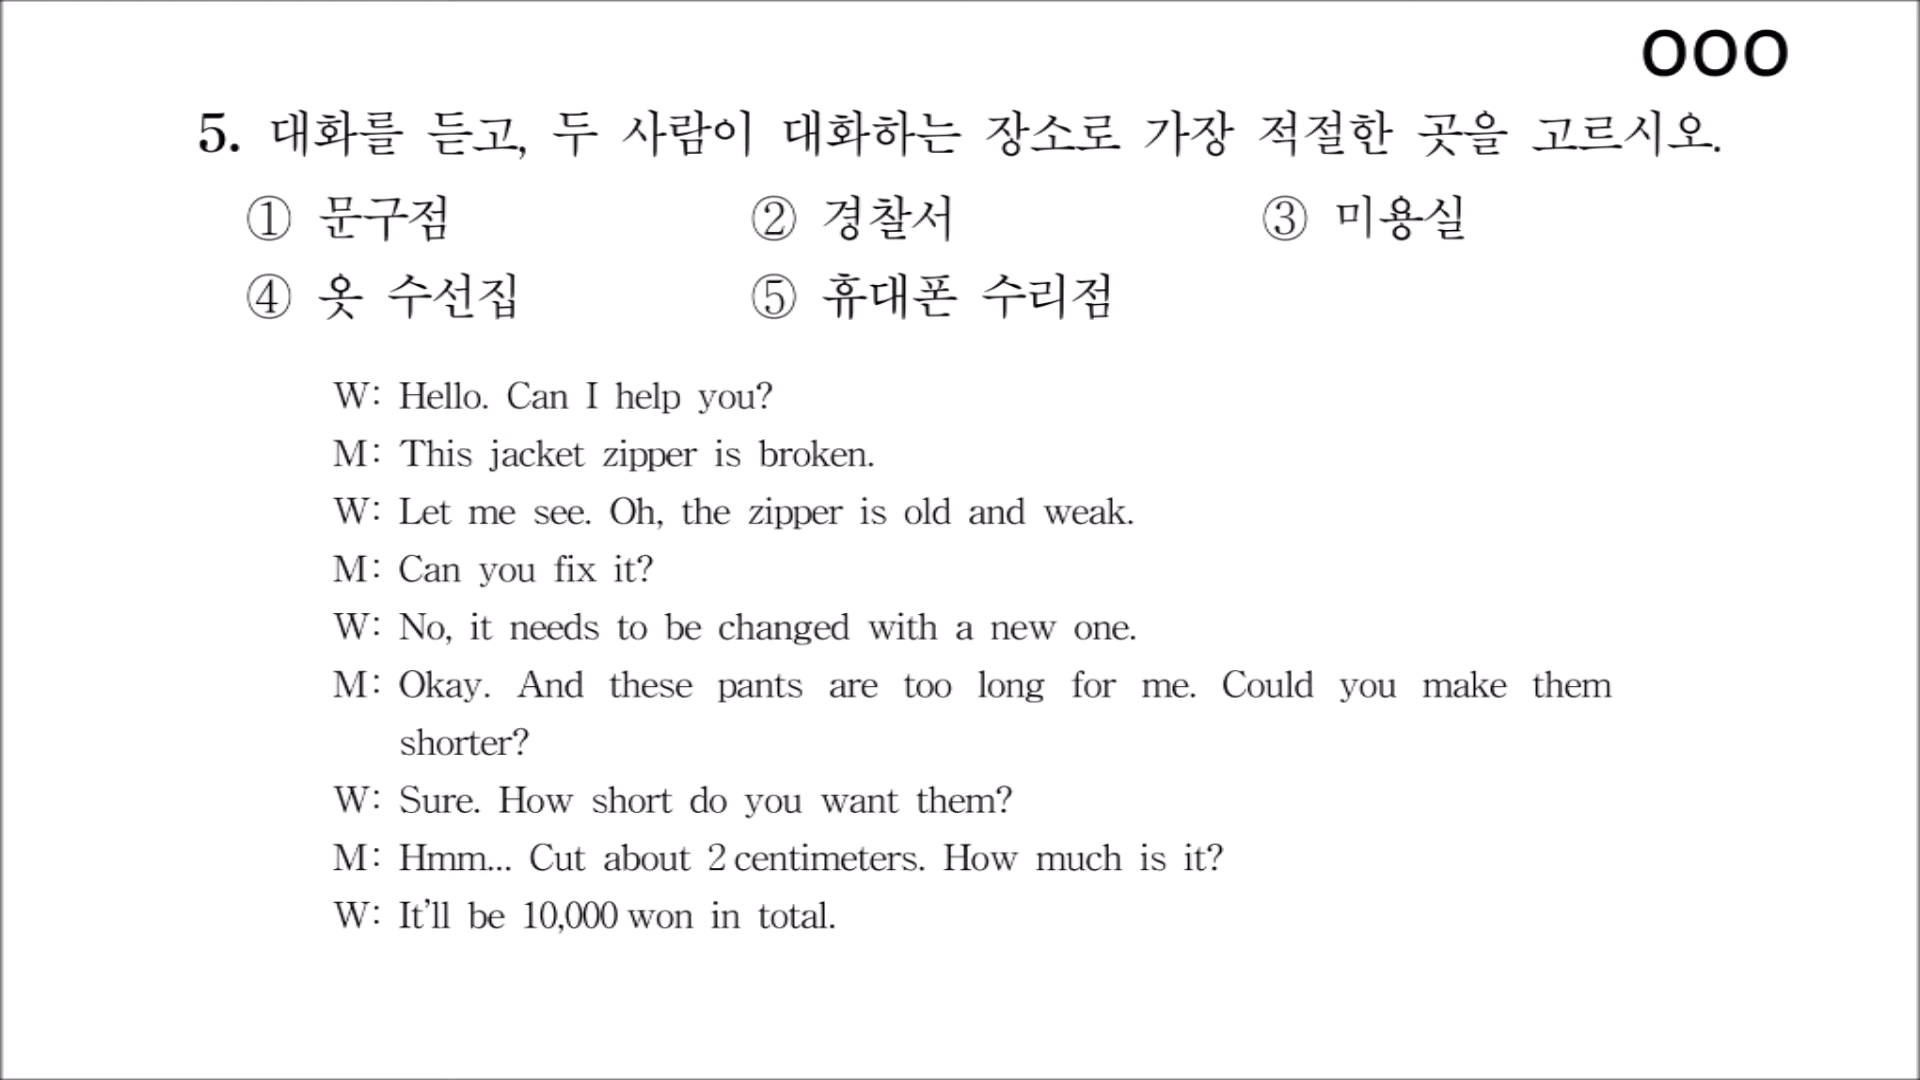 OOO
5. 대화를 듣고, 두 사람이 대화하는 장소로 가장 적절한 곳을 고르시오.
① 문구점 ② 경찰서 ③ 미용실
④ 옷 수선집 ⑤ 휴대폰 수리점
W: Hello. Can I help you?
M: This jacket zipper is broken.
W: Let me see. Oh, the zipper is old and weak.
M: Can you fix it?
W: No, it needs to be changed with a new one.
M: Okay. And these pants are too long for me. Could you make them
shorter?
W: Sure. How short do you want them?
M: Hmm... Cut about 2 centimeters. How much is it?
W: It’ll be 10,000 won in total.